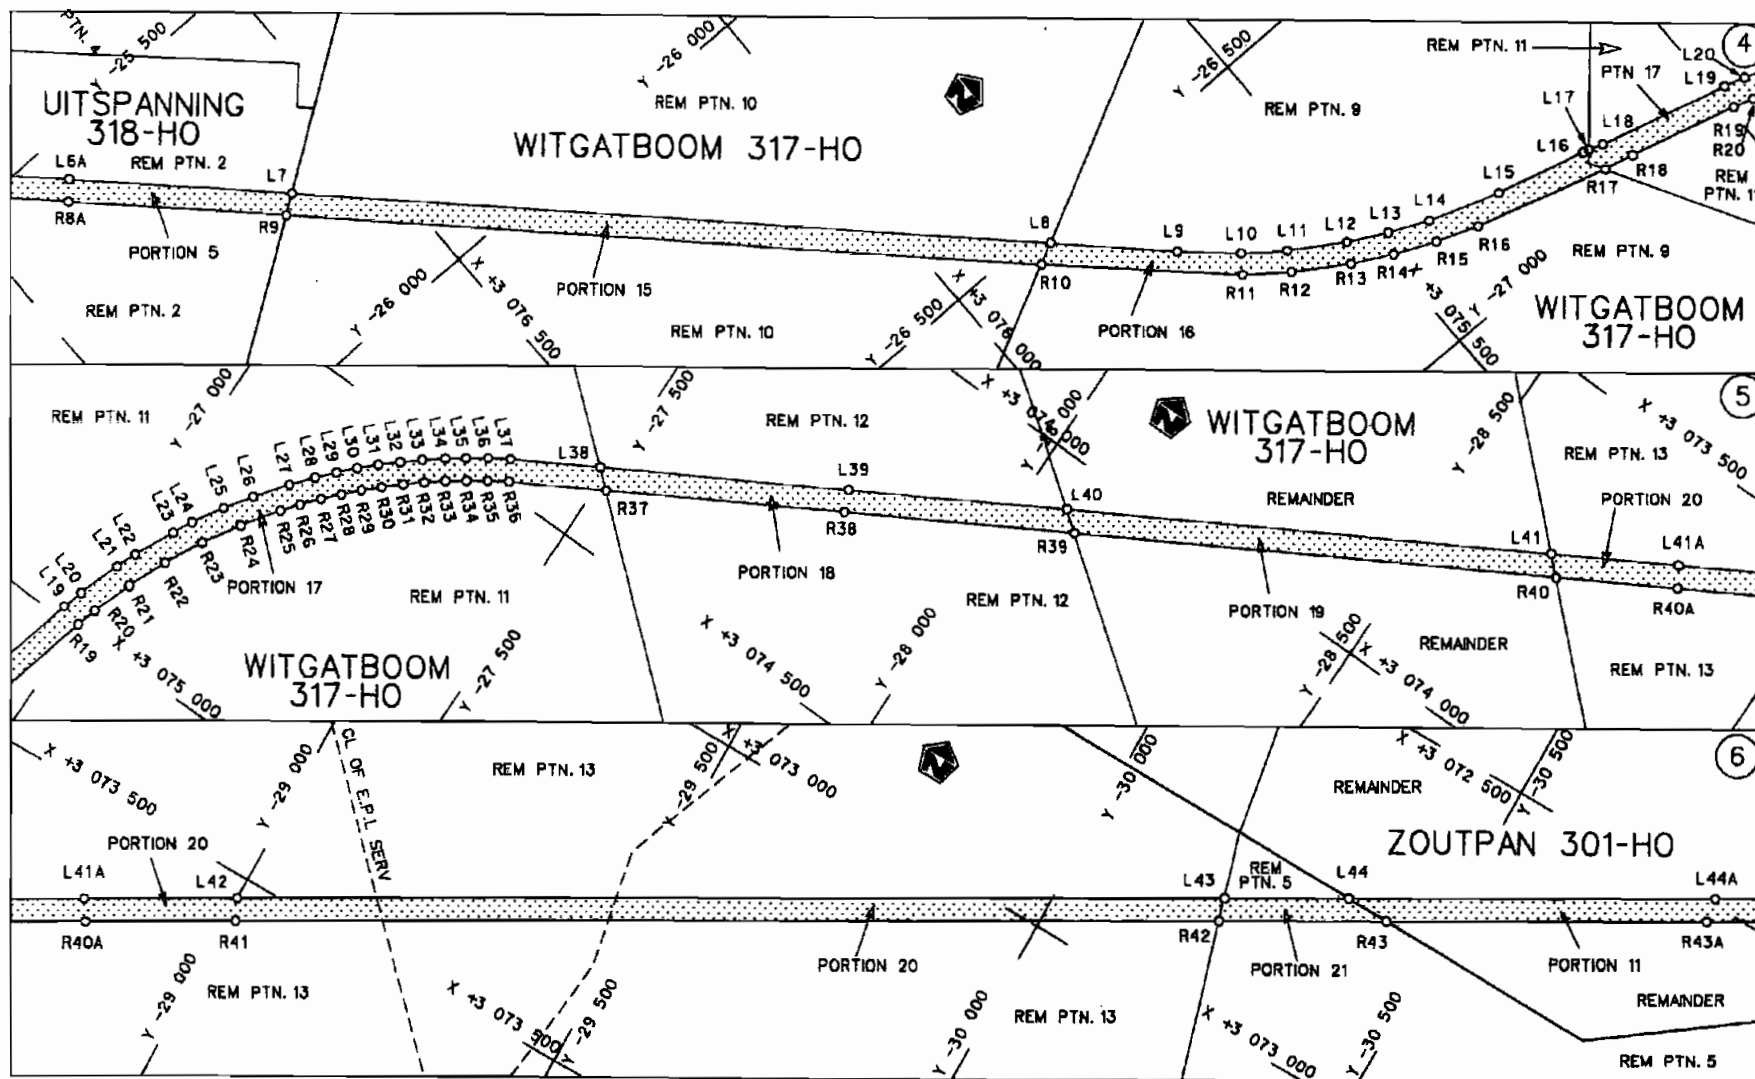 PTN. 4
Y -25 500
Y -26 000
Y -26 500
REM PTN. 11
L20
4
UITSPANNING
318-HO
REM PTN. 10
REM PTN. 9
PTN 17
L19
WITGATBOOM 317-HO
L17
L18
R19
R20
L6A
REM PTN. 2
L7
L16
R18
REM
PTN. 11
L15
R17
R8A
R9
L8
L9
L10
L11
L12
L13
L14
R16
PORTION 5
R10
R11
R12
R13
R14
R15
REM PTN. 9
Y -26 000
X +3 076 500
PORTION 15
Y -26 500
X +3 076 000
PORTION 16
X +3 075 500
Y -27 000
WITGATBOOM
317-HO
REM PTN. 2
REM PTN. 10
5
REM PTN. 11
Y -27 000
Y -27 500
REM PTN. 12
X +3 074 000
Y -28 000
WITGATBOOM
317-HO
Y -28 500
REM PTN. 13
X +3 073 500
L19
L20
L21
L22
L23
L24
L25
L26
L27
L28
L29
L30
L31
L32
L33
L34
L35
L36
L37
L38
L39
L40
REMAINDER
PORTION 20
L41
L41A
R19
R20
R21
R22
R23
R24
R25
R26
R27
R28
R29
R30
R31
R32
R33
R34
R35
R36
R37
R38
R39
R40
R40A
PORTION 17
REM PTN. 11
PORTION 18
REM PTN. 12
PORTION 19
REMAINDER
REM PTN. 13
X +3 075 000
WITGATBOOM
317-HO
Y -27 500
X +3 074 500
Y -28 000
Y -28 500
X +3 074 000
6
X +3 073 500
Y -29 000
CL OF E.P.L SERV
REM PTN. 13
Y -29 500
X +3 073 000
Y -30 000
REMAINDER
X +3 072 500
Y -30 500
ZOUTPAN 301-HO
PORTION 20
L41A
L42
L43
REM
PTN. 5
L44
L44A
R40A
R41
R42
R43
R43A
PORTION 20
PORTION 21
PORTION 11
Y -29 000
REM PTN. 13
X +3 073 500
Y -29 500
Y -30 000
REM PTN. 13
X +3 073 000
Y -30 500
REMAINDER
REM PTN. 5